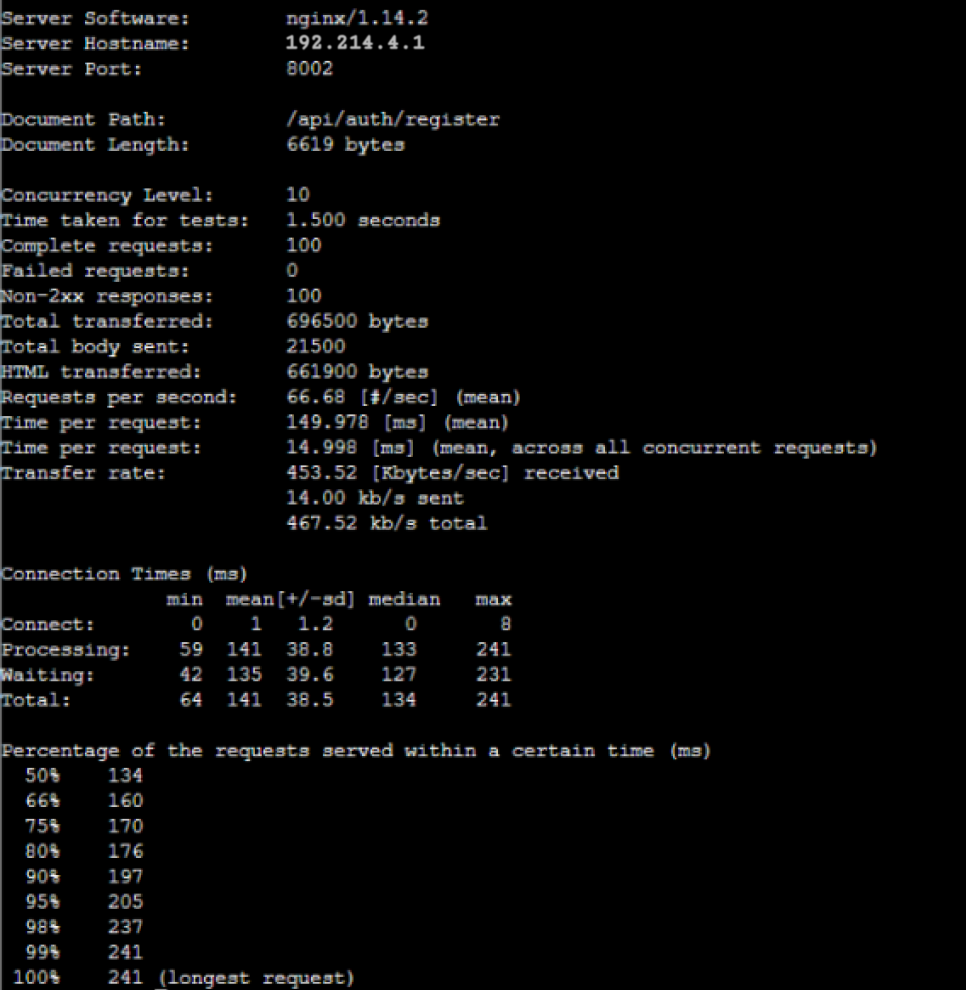 Server Software: nginx/1.14.2
Server Hostname: 192.214.4.1
Server Port: 8002
Document Path: /api/auth/register
Document Length: 6619 bytes
Concurrency Level: 10
Time taken for tests: 1.500 seconds
Complete requests: 100
Failed requests: 0
Non-2xx responses: 100
Total transferred: 696500 bytes
Total body sent: 21500
HTML transferred: 661900 bytes
Requests per second: 66.68 [#/sec] (mean)
Time per request: 149.978 [ms] (mean)
Time per request: 14.998 [ms] (mean, across all concurrent requests)
Transfer rate: 453.52 [Kbytes/sec] received
14.00 kb/s sent
467.52 kb/s total
Connection Times (ms)
min mean[+/-sd] median max
Connect: 0 1 1.2 0 8
Processing: 59 141 38.8 133 241
Waiting: 42 135 39.6 127 231
Total: 64 141 38.5 134 241
Percentage of the requests served within a certain time (ms)
50% 134
66% 160
75% 170
80% 176
90% 197
95% 205
98% 237
99% 241
100% 241 (longest request)